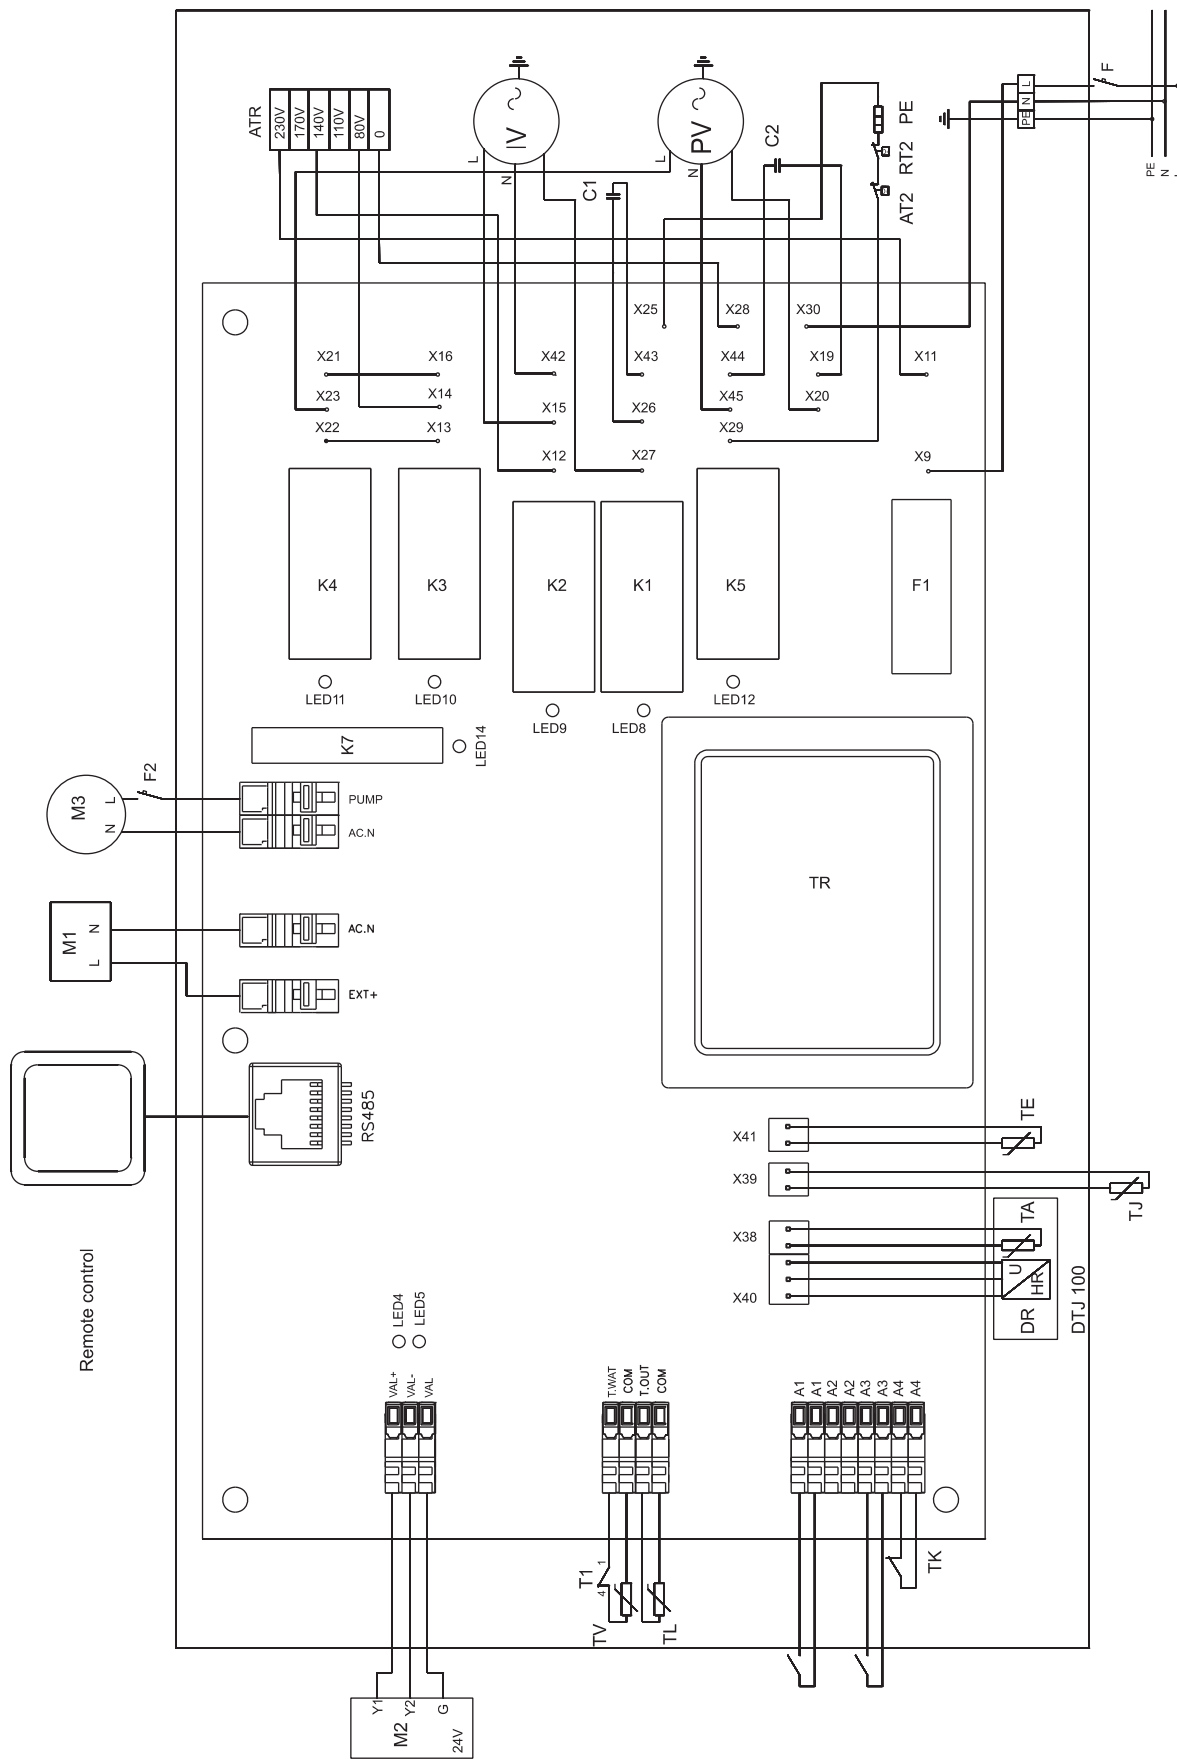 F
ATR
230V
170V
140V
110V
80V
0
IV
L
N
PV
L
N
C1
C2
PE
RT2
AT2
L
N
PE
PE
N
X25
X28
X30
X21
X16
X42
X43
X44
X19
X11
X23
X14
X15
X26
X45
X20
X22
X13
X12
X27
X29
X9
K4
K3
K2
K1
K5
F1
LED11
LED10
LED9
LED8
LED12
K7
LED14
M3
L
N
F2
PUMP
AC.N
TR
M1
N
L
AC.N
EXT+
RS485
Remote control
X41
TE
X39
TJ
X38
TA
X40
U
HR
DR
DTJ 100
LED4
LED5
VAL+
VAL-
VAL
T.WAT
COM
T.OUT
COM
A1
A1
A2
A2
A3
A3
A4
A4
T1
1
4
TV
TL
TK
Y1
Y2
G
M2
24V